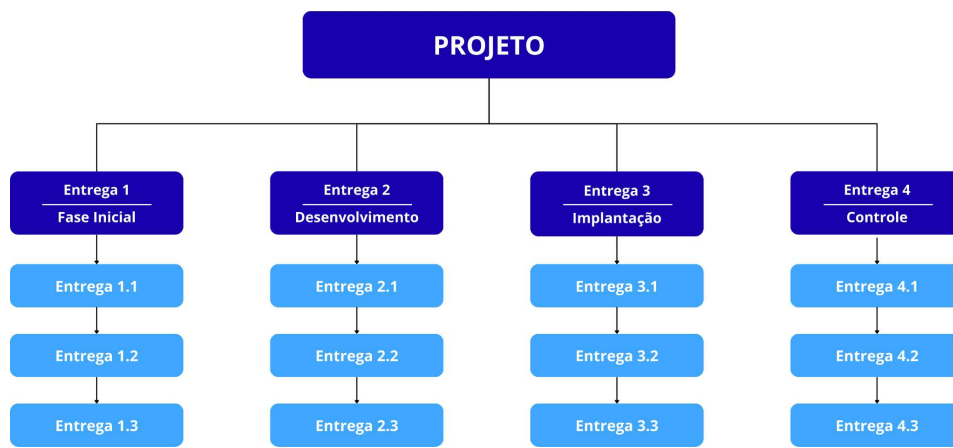 PROJETO
Entrega 1
Fase Inicial
Entrega 2
Desenvolvimento
Entrega 3
Implantação
Entrega 4
Controle
Entrega 1.1
Entrega 2.1
Entrega 3.1
Entrega 4.1
Entrega 1.2
Entrega 2.2
Entrega 3.2
Entrega 4.2
Entrega 1.3
Entrega 2.3
Entrega 3.3
Entrega 4.3